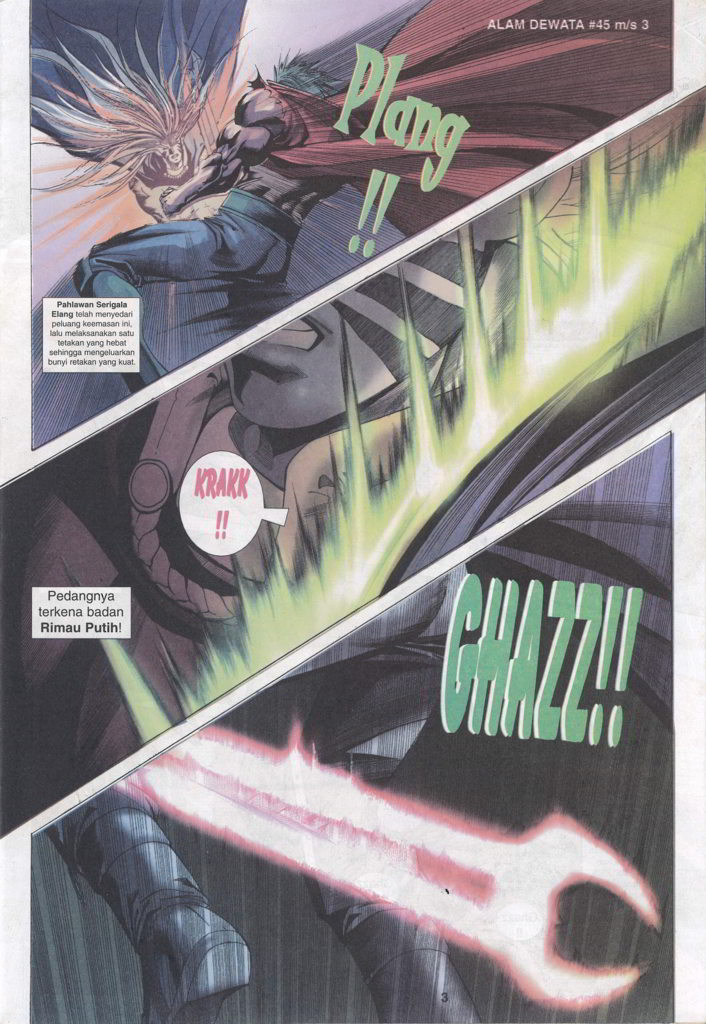 ALAM DEWATA #45 m/s 3
Plang
!!
Pahlawan Serigala
Elang telah menyedari
peluang keemasan ini,
lalu melaksanakan satu
tetakan yang hebat
sehingga mengeluarkan
bunyi retakan yang kuat.
KRAKK
!!
Pedangnya
terkena badan
Rimau Putih!
GHAZZ!!
3